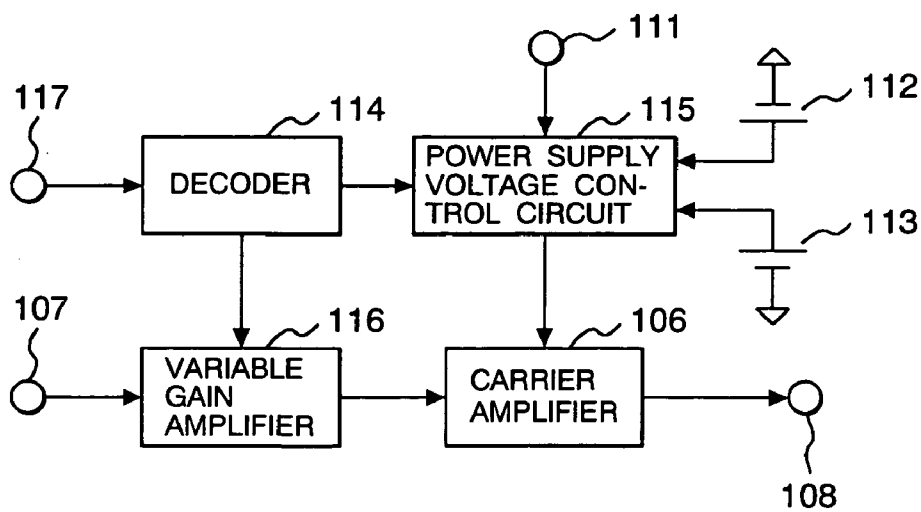 111
117
114
115
112
DECODER
POWER SUPPLY
VOLTAGE CON-
TROL CIRCUIT
113
107
116
106
VARIABLE
GAIN
AMPLIFIER
CARRIER
AMPLIFIER
108